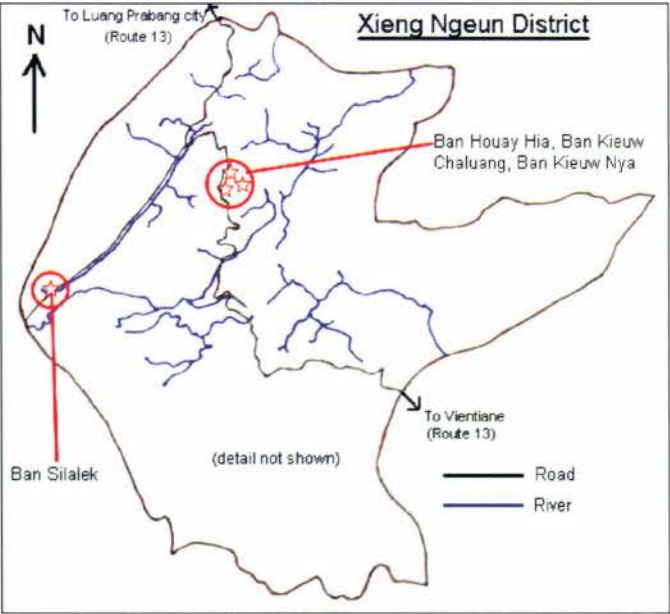 To Luang Prabang city
(Route 13)
Xieng Ngeun District
N
Ban Houay Hia, Ban Kieuw
Chaluang, Ban Kieuw Nya
To Vientiane
(Route 13)
(detail not shown)
Ban Silalek
Road
River